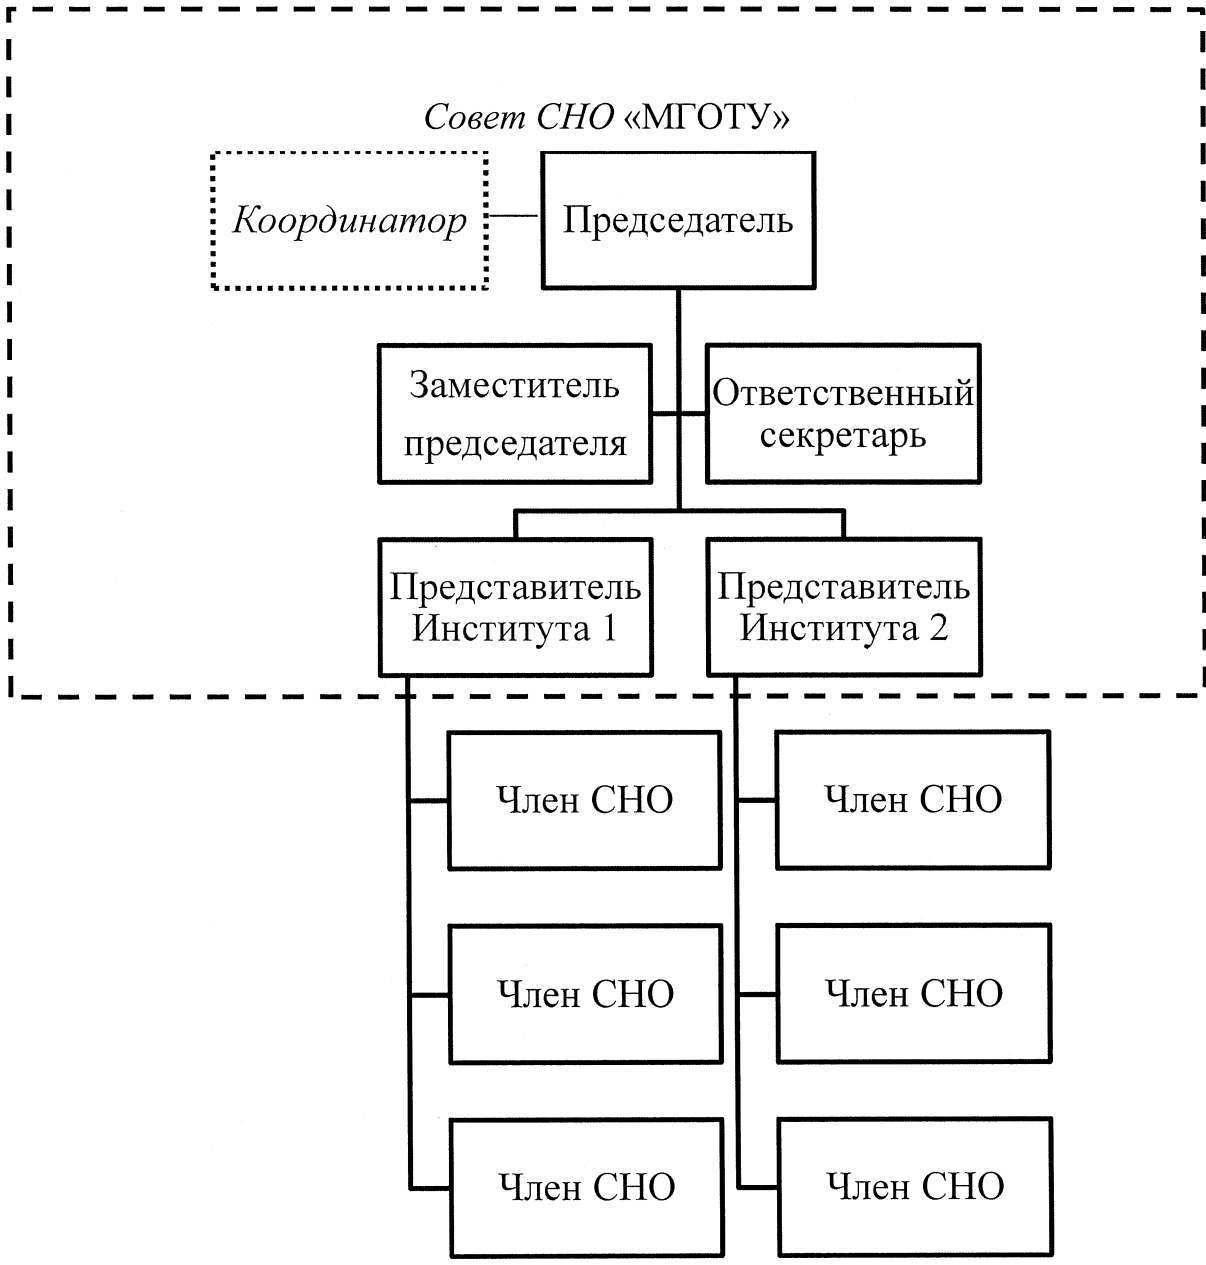 Совет СНО «МГОТУ»
Координатор
Председатель
Заместитель
председателя
Ответственный
секретарь
Представитель
Института 1
Представитель
Института 2
Член СНО
Член СНО
Член СНО
Член СНО
Член СНО
Член СНО